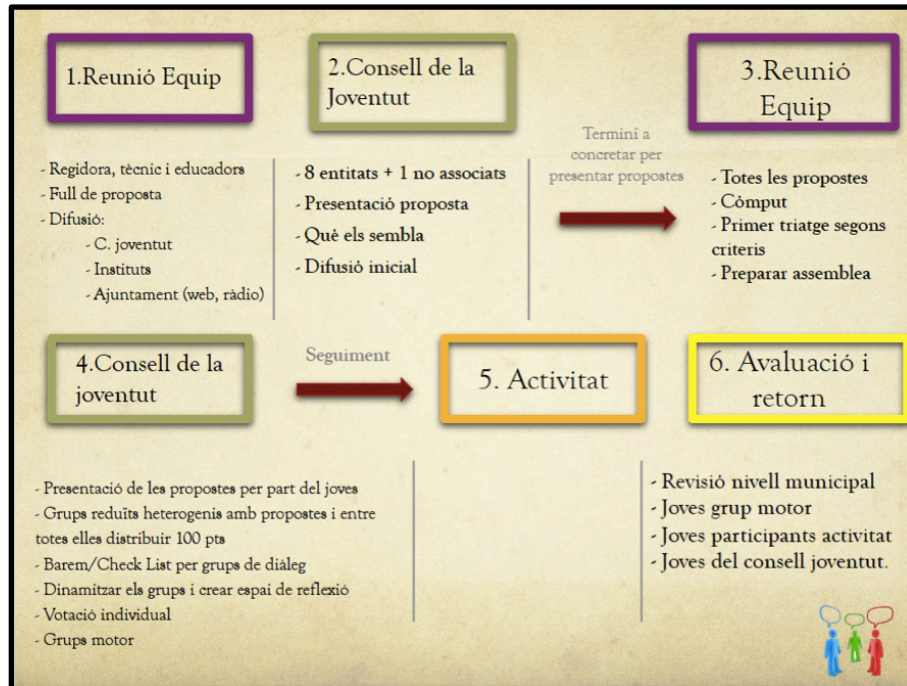 1.Reunió Equip
- Regidora, tècnic i educadors
- Full de proposta
- Difusió:
- C. joventut
- Instituts
- Ajuntament (web, ràdio)
2.Consell de la
Joventut
- 8 entitats + 1 no associats
- Presentació proposta
- Què els sembla
- Difusió inicial
Termini a
concretar per
presentar propostes
3.Reunió
Equip
- Totes les propostes
- Còmput
- Primer triatge segons
criteris
- Preparar assemblea
4.Consell de la
joventut
- Presentació de les propostes per part del joves
- Grups reduïts heterogenis amb propostes i entre
totes elles distribuir 100 pts
- Barem/Check List per grups de diàleg
- Dinamitzar els grups i crear espai de reflexió
- Votació individual
- Grups motor
Seguiment
5. Activitat
6. Avaluació i
retorn
- Revisió nivell municipal
- Joves grup motor
- Joves participants activitat
- Joves del consell joventut.